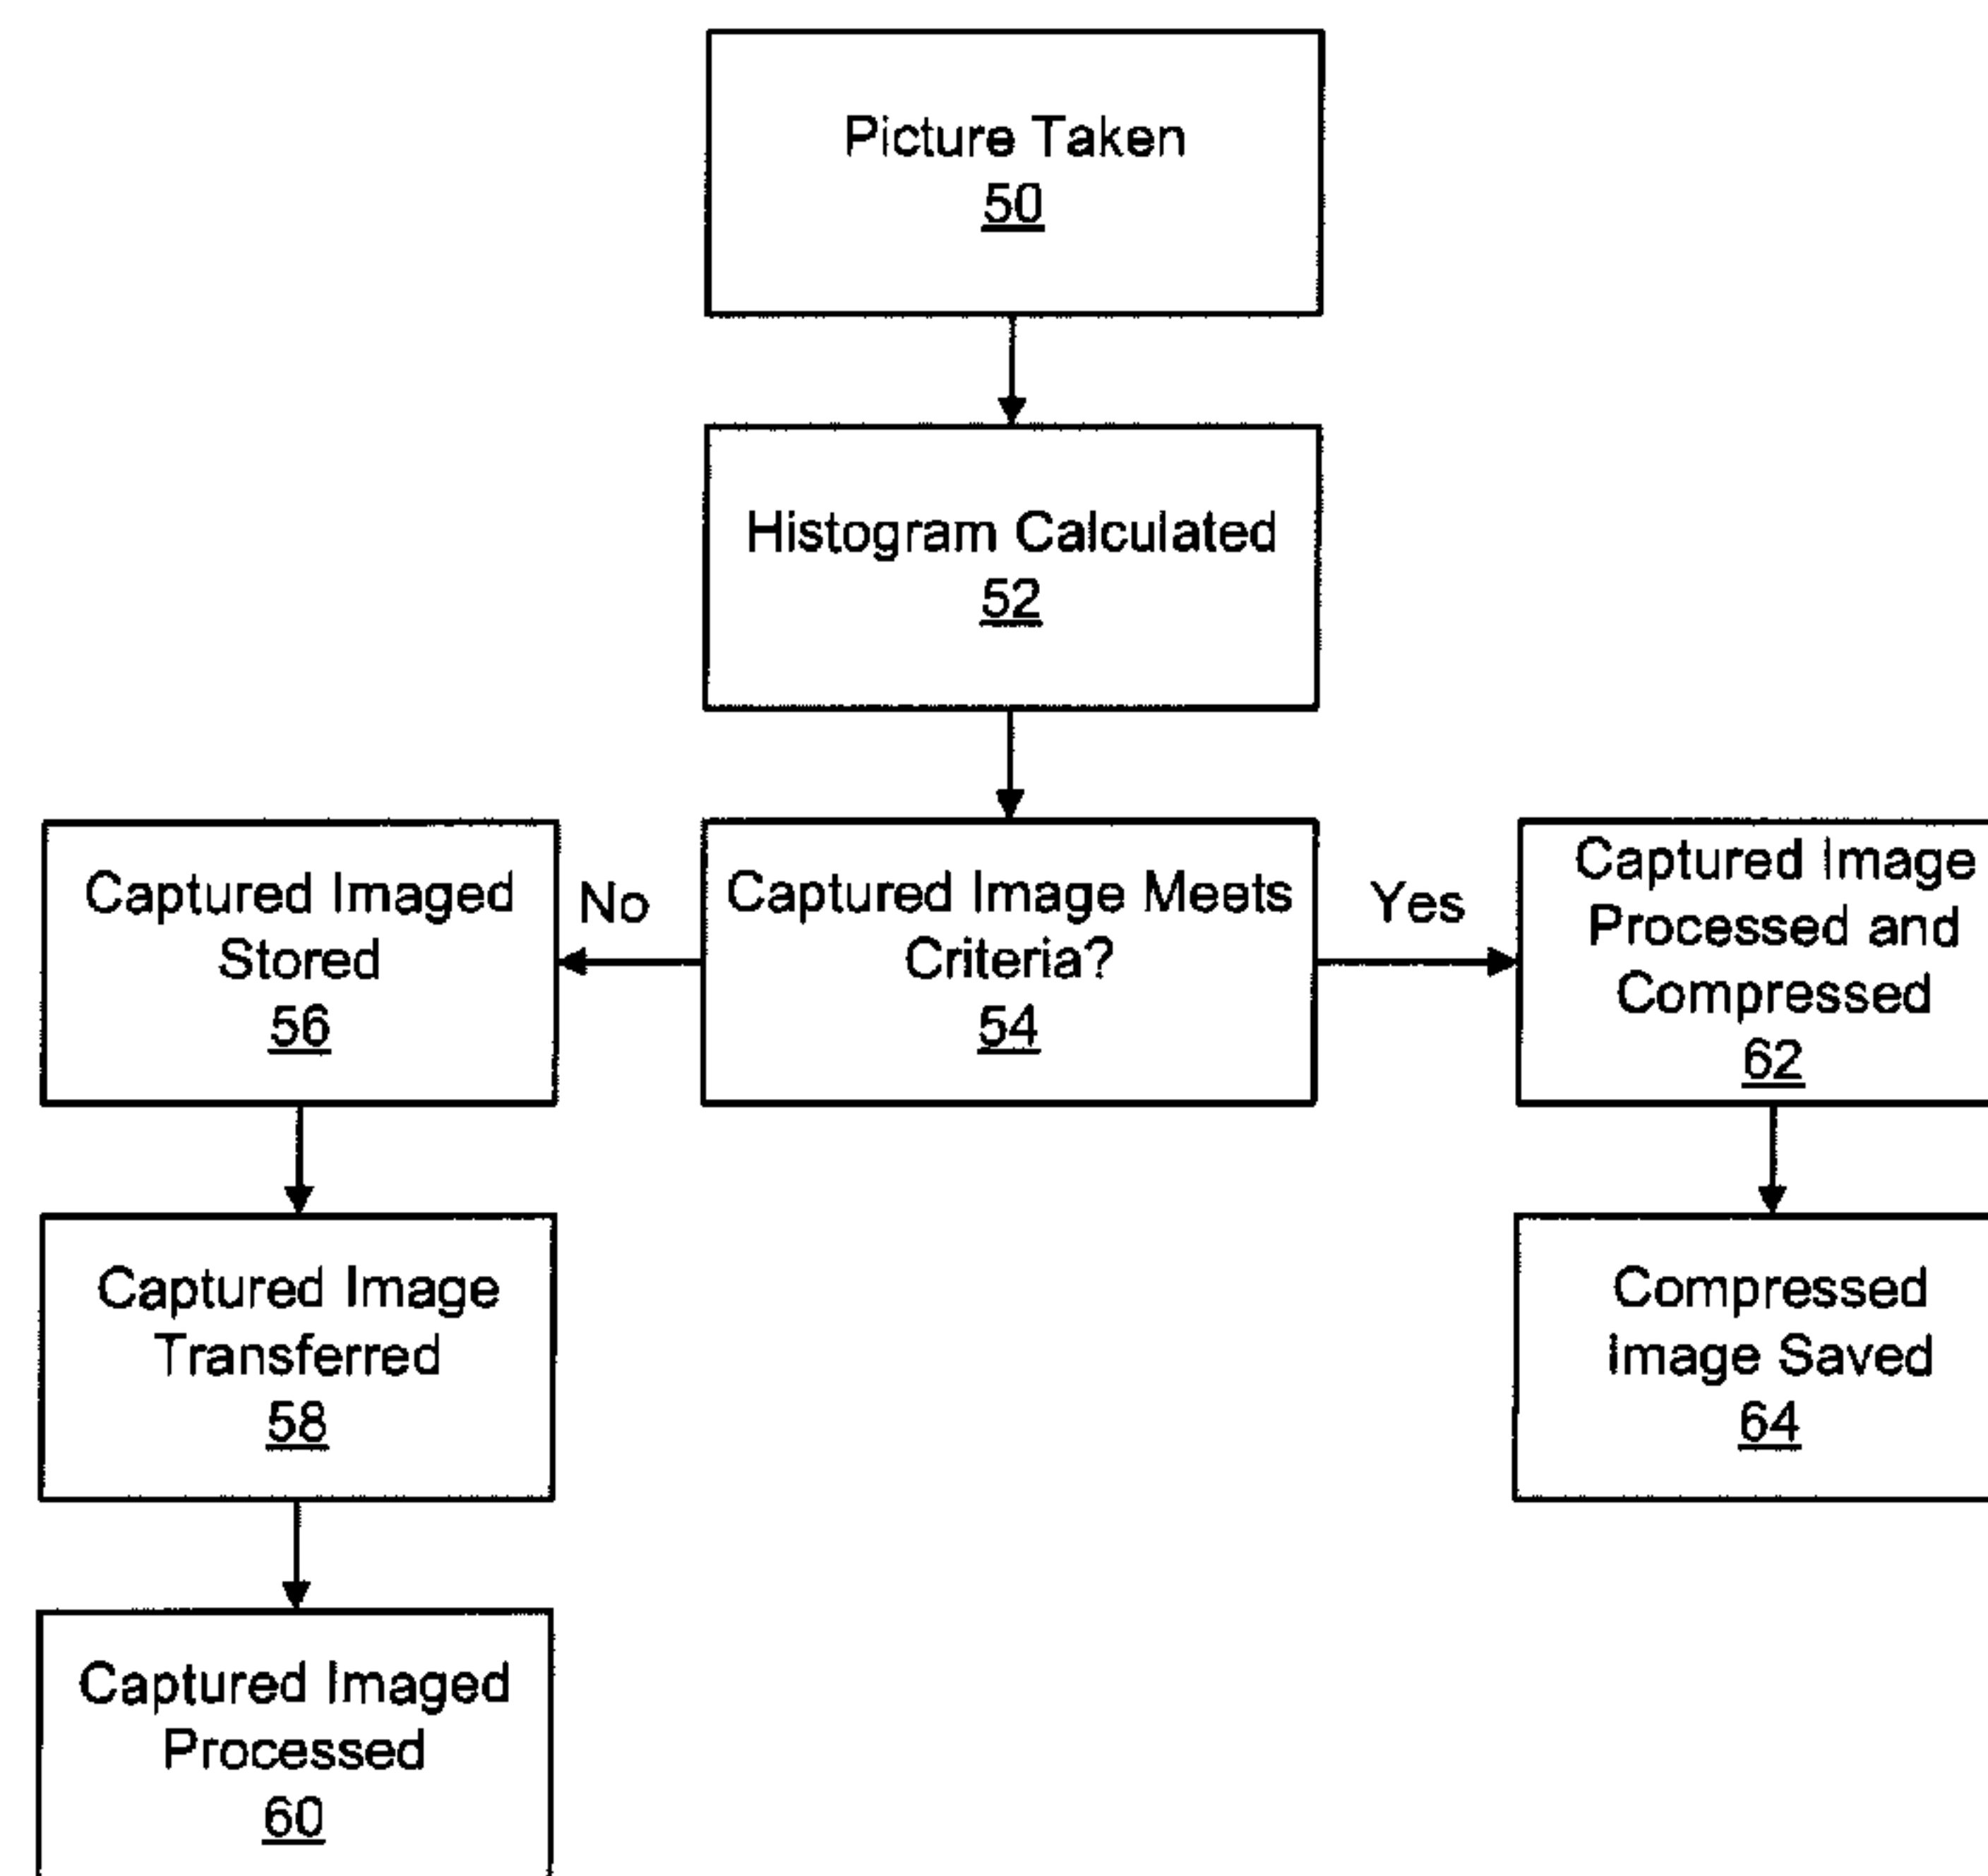 Picture Taken
50
Histogram Calculated
52
Captured Image Meets
Criteria?
54
No
Yes
Captured Imaged
Stored
56
Captured Image
Transferred
58
Captured Imaged
Processed
60
Captured Image
Processed and
Compressed
62
Compressed
image Saved
64